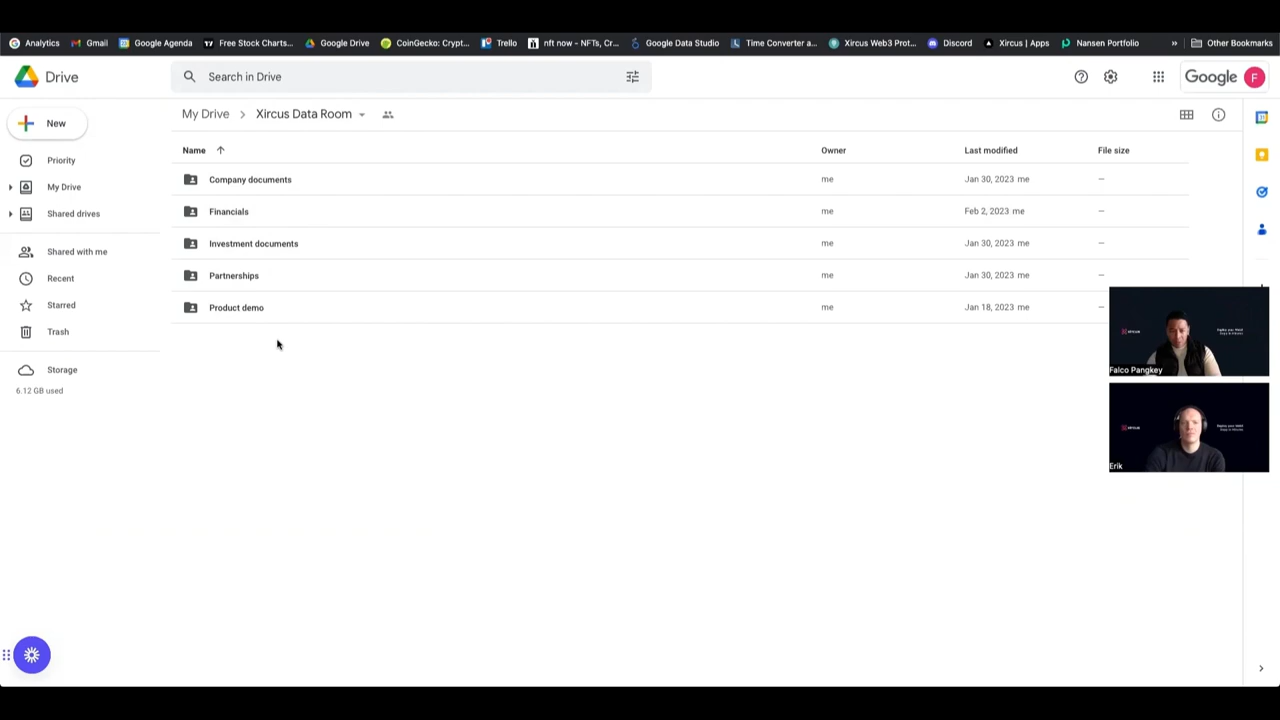 Analytics Gmail Google Agenda Free Stock Charts... Google Drive CoinGecko: Crypt... Trello nft now – NFTs, Cr... Google Data Studio Time Converter a... Xircus Web3 Prot... Discord Xircus | Apps Nansen Portfolio » Other Bookmarks
Drive
Search in Drive
Google F
New
My Drive > Xircus Data Room
Name Owner Last modified File size
Priority
My Drive
Shared drives
Shared with me
Recent
Starred
Trash
Storage
6.12 GB used
Company documents me Jan 30, 2023 me –
Financials me Feb 2, 2023 me –
Investment documents me Jan 30, 2023 me –
Partnerships me Jan 30, 2023 me –
Product demo me Jan 18, 2023 me –
XIRCUS
Falco Pangkey
XIRCUS
Erik